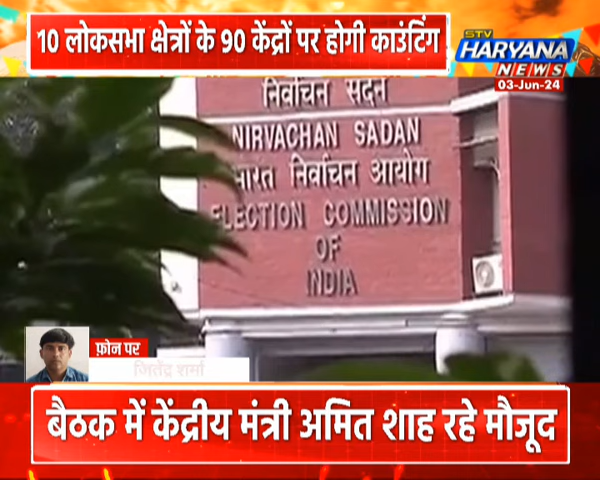 10 लोकसभा क्षेत्रों के 90 केंद्रों पर होगी काउंटिंग
STV
HARYANA
NEWS
03-Jun-24
निर्वाचन सदन
NIRVACHAN SADAN
भारत निर्वाचन आयोग
ELECTION COMMISSION
OF
INDIA
फ़ोन पर
जितेंद्र शर्मा
बैठक में केंद्रीय मंत्री अमित शाह रहे मौजूद